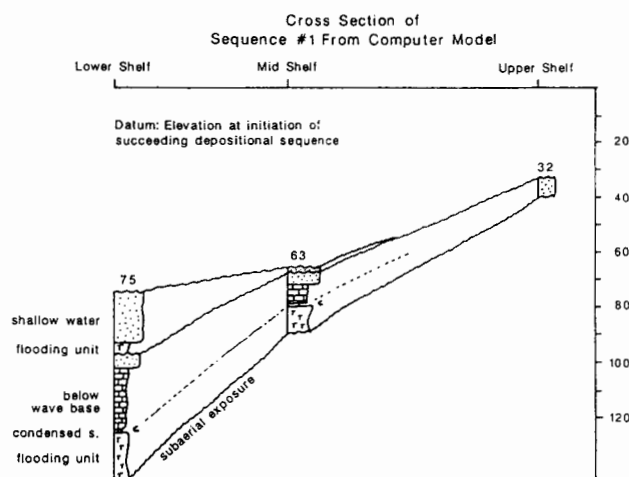 Cross Section of
Sequence #1 From Computer Model
Lower Shelf
Mid Shelf
Upper Shelf
Datum: Elevation at initiation of
succeeding depositional sequence
20
32
40
63
60
75
80
shallow water
flooding unit
100
below
wave base
subaerial exposure
120
condensed s.
c
c
flooding unit